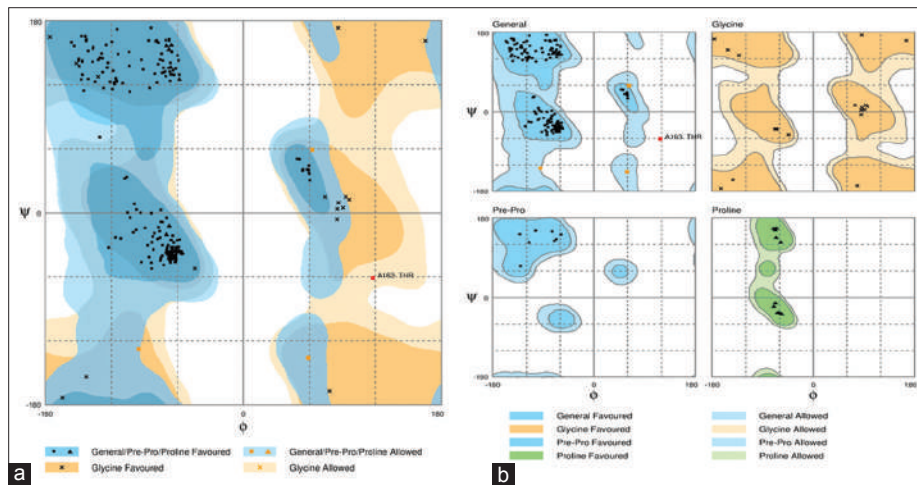 180
Ψ
0
A163-THR
-180
-180
0
180
ϕ
General/Pre-Pro/Proline Favoured
General/Pre-Pro/Proline Allowed
Glycine Favoured
Glycine Allowed
a
General
Glycine
180
Ψ
0
A163-THR
-180
Pre-Pro
Proline
180
Ψ
0
-180
0
180
-180
0
180
ϕ
ϕ
General Favoured
General Allowed
Glycine Favoured
Glycine Allowed
Pre-Pro Favoured
Pre-Pro Allowed
Proline Favoured
Proline Allowed
b